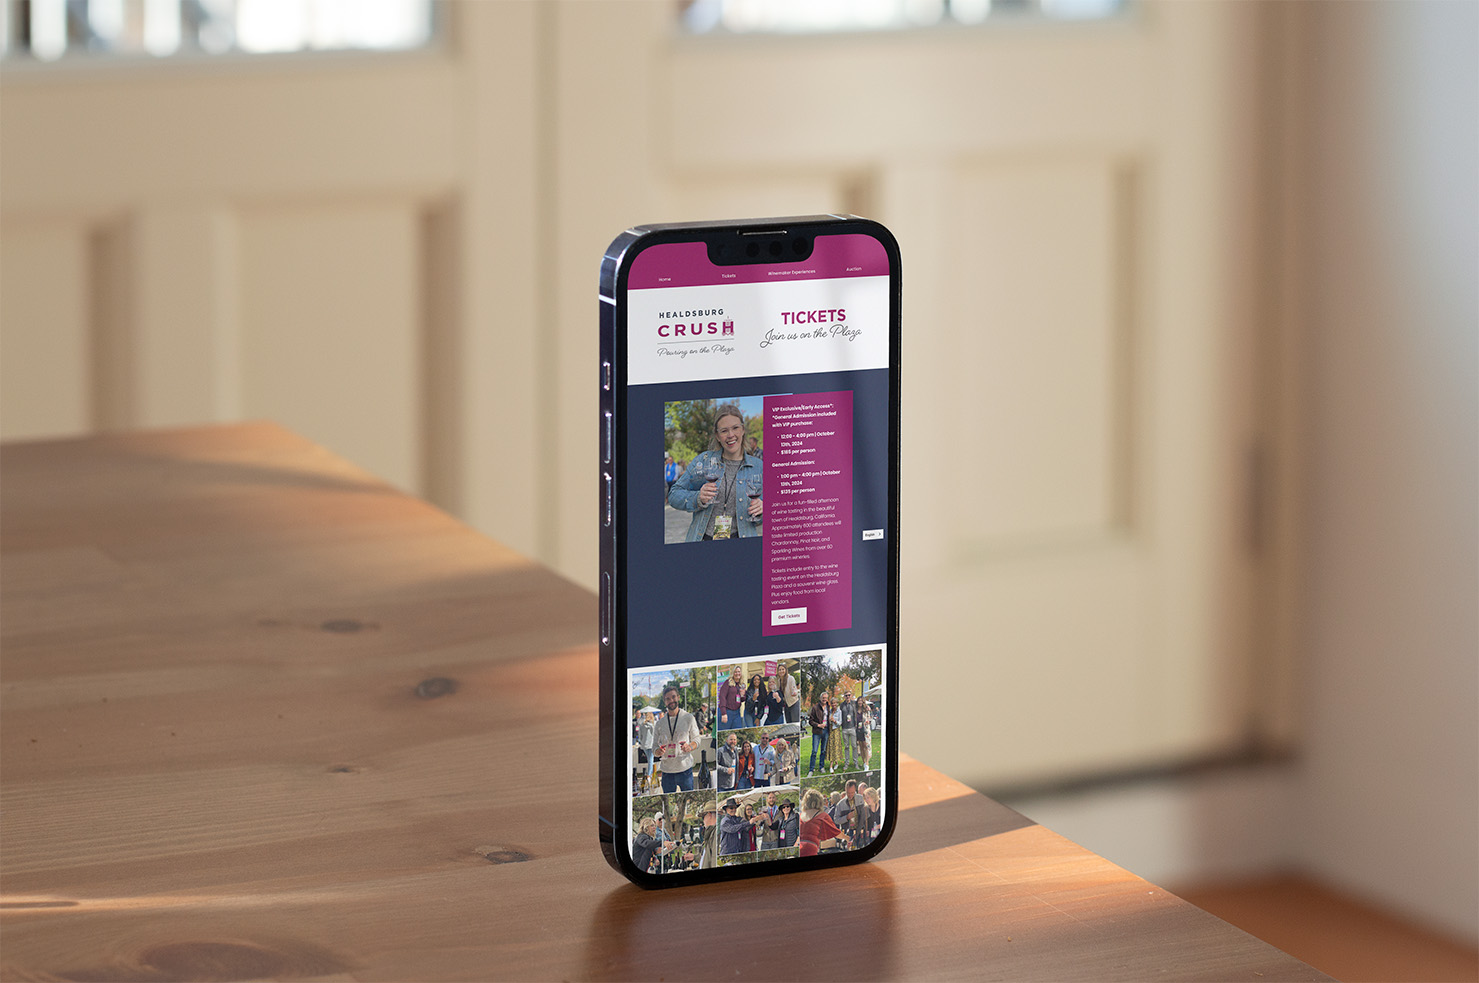 Home
Tickets
Winemaker Experiences
Auction
HEALDSBURG
CRUSH
Pouring on the Plaza
TICKETS
Join us on the Plaza
VIP Exclusive/Early Access*:
*General Admission included
with VIP purchase:
• 12:00 - 4:00 pm | October
13th, 2024
• $185 per person
General Admission:
• 1:00 pm - 4:00 pm | October
13th, 2024
• $125 per person
Join us for a fun-filled afternoon
of wine tasting in the beautiful
town of Healdsburg, California.
Approximately 600 attendees will
taste limited production
Chardonnay, Pinot Noir, and
Sparkling Wines from over 50
premium wineries.
Tickets include entry to the wine
tasting event on the Healdsburg
Plaza and a souvenir wine glass.
Plus enjoy food from local
vendors.
Get Tickets
English